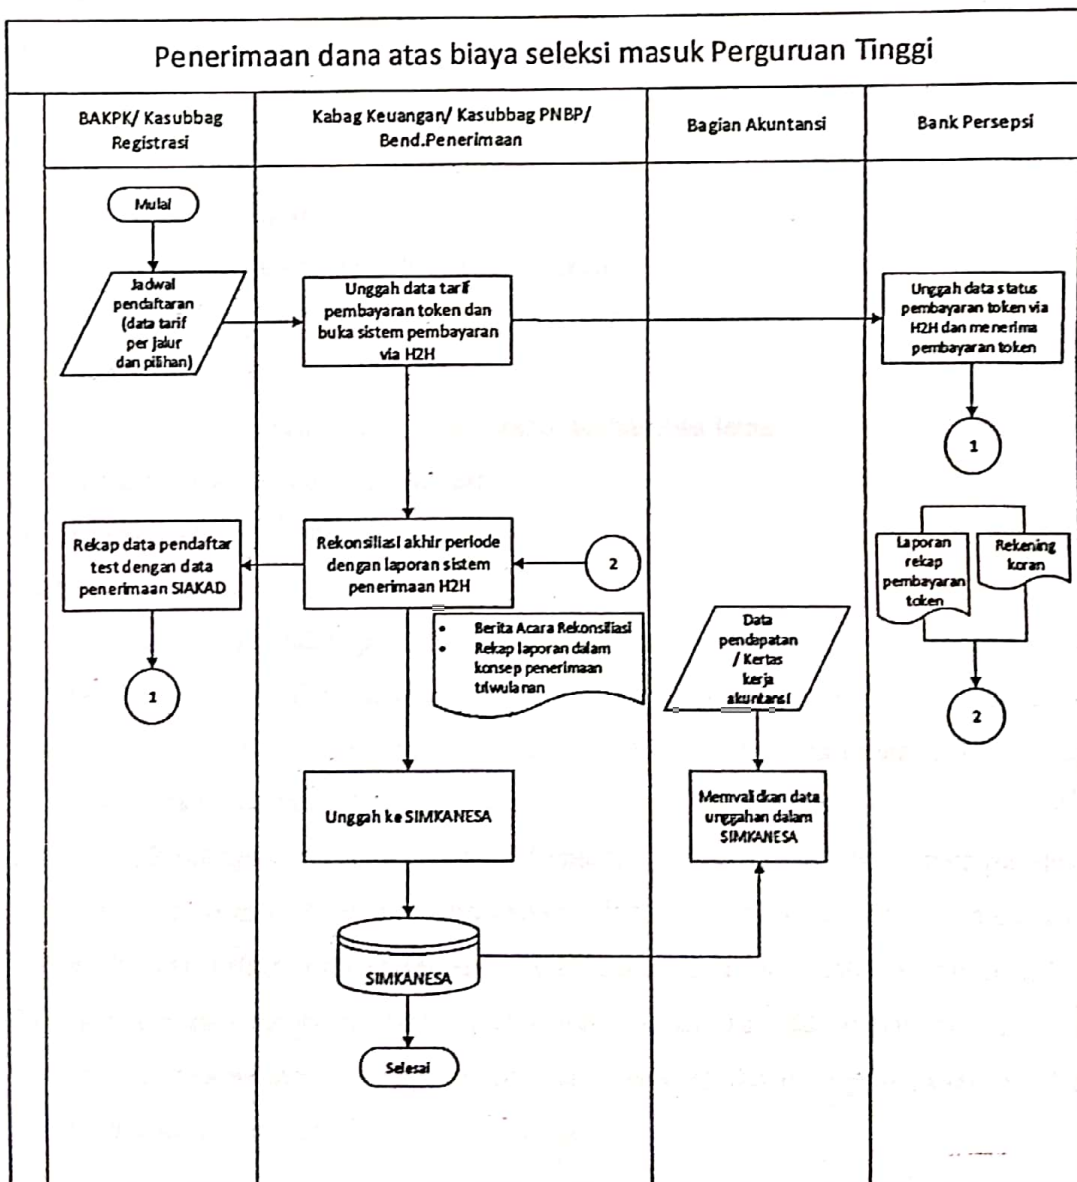 Penerimaan dana atas biaya seleksi masuk Perguruan Tinggi
BAKPK/ Kasubbag
Registrasi
Kabag Keuangan/ Kasubbag PNBP/
Bend.Penerimaan
Bagian Akuntansi
Bank Persepsi
Mulai
Jadwal
pendaftaran
(data tarif
per jalur
dan pilihan)
Unggah data tarif
pembayaran token dan
buka sistem pembayaran
via H2H
Unggah data status
pembayaran token via
H2H dan menerima
pembayaran token
1
Rekap data pendaftar
test dengan data
penerimaan SIAKAD
Rekonsiliasi akhir periode
dengan laporan sistem
penerimaan H2H
2
Laporan
rekap
pembayaran
token
Rekening
koran
• Berita Acara Rekonsiliasi
• Rekap laporan dalam
konsep penerimaan
triwulanan
Data
pendapatan
/ Kertas
kerja
akuntansi
1
2
Unggah ke SIMKANESA
Memvalidkan data
unggahan dalam
SIMKANESA
SIMKANESA
Selesai